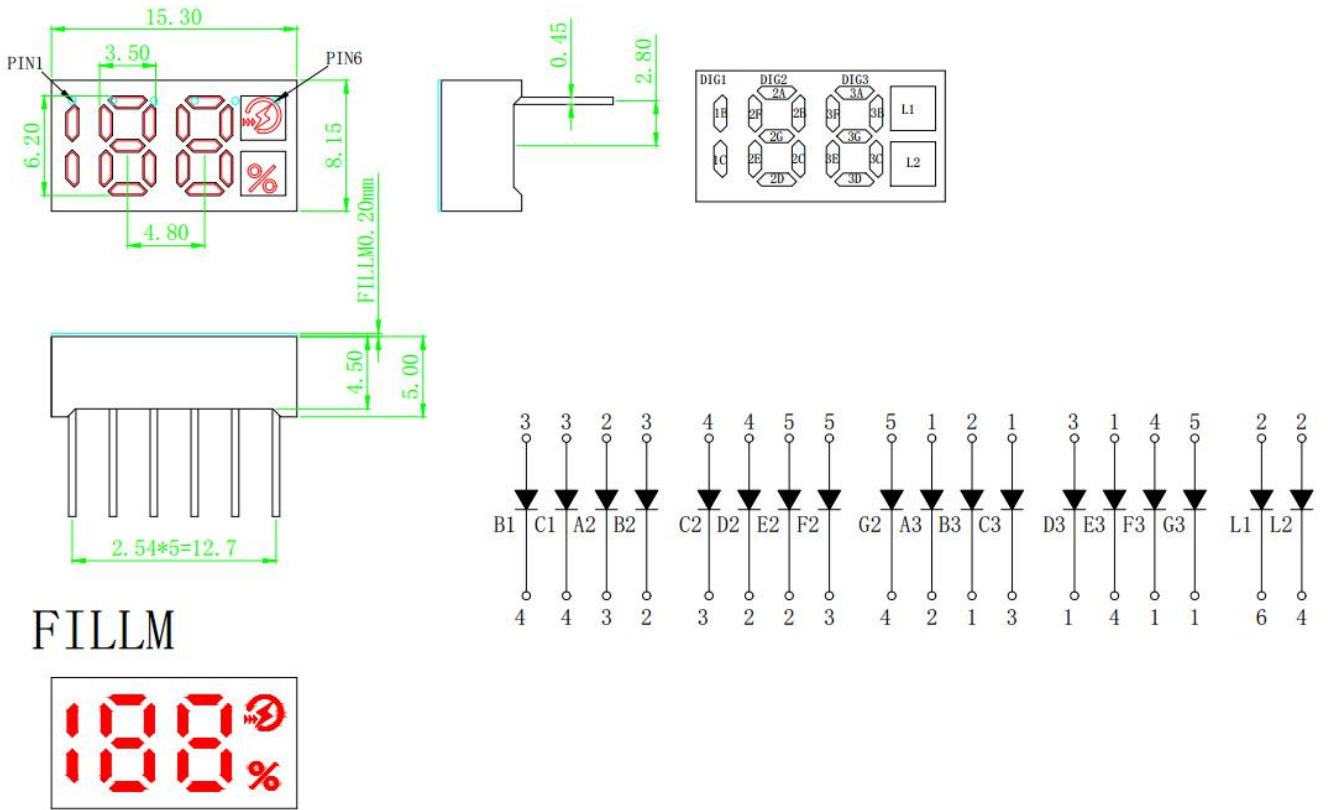 15.30
PIN1
3.50
PIN6
6.20
8.15
4.80
0.45
2.80
DIG1 DIG2 DIG3
2A 3A
1B 2F 2B 3F 3B L1
2G 3G
1C 2E 2C 3E 3C L2
2D 3D
%
FILLM0.20mm
4.50
5.00
2.54*5=12.7
3 3 2 3 4 4 5 5 5 1 2 1 3 1 4 5 2 2
B1 C1 A2 B2 C2 D2 E2 F2 G2 A3 B3 C3 D3 E3 F3 G3 L1 L2
4 4 3 2 3 2 2 3 4 2 1 3 1 4 1 1 6 4
FILLM
188
%